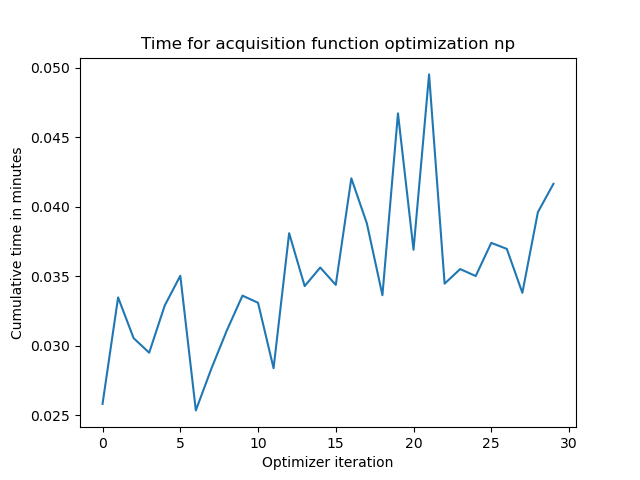 Time for acquisition function optimization np
0.050
0.045
0.040
0.035
0.030
0.025
Cumulative time in minutes
0 5 10 15 20 25 30
Optimizer iteration